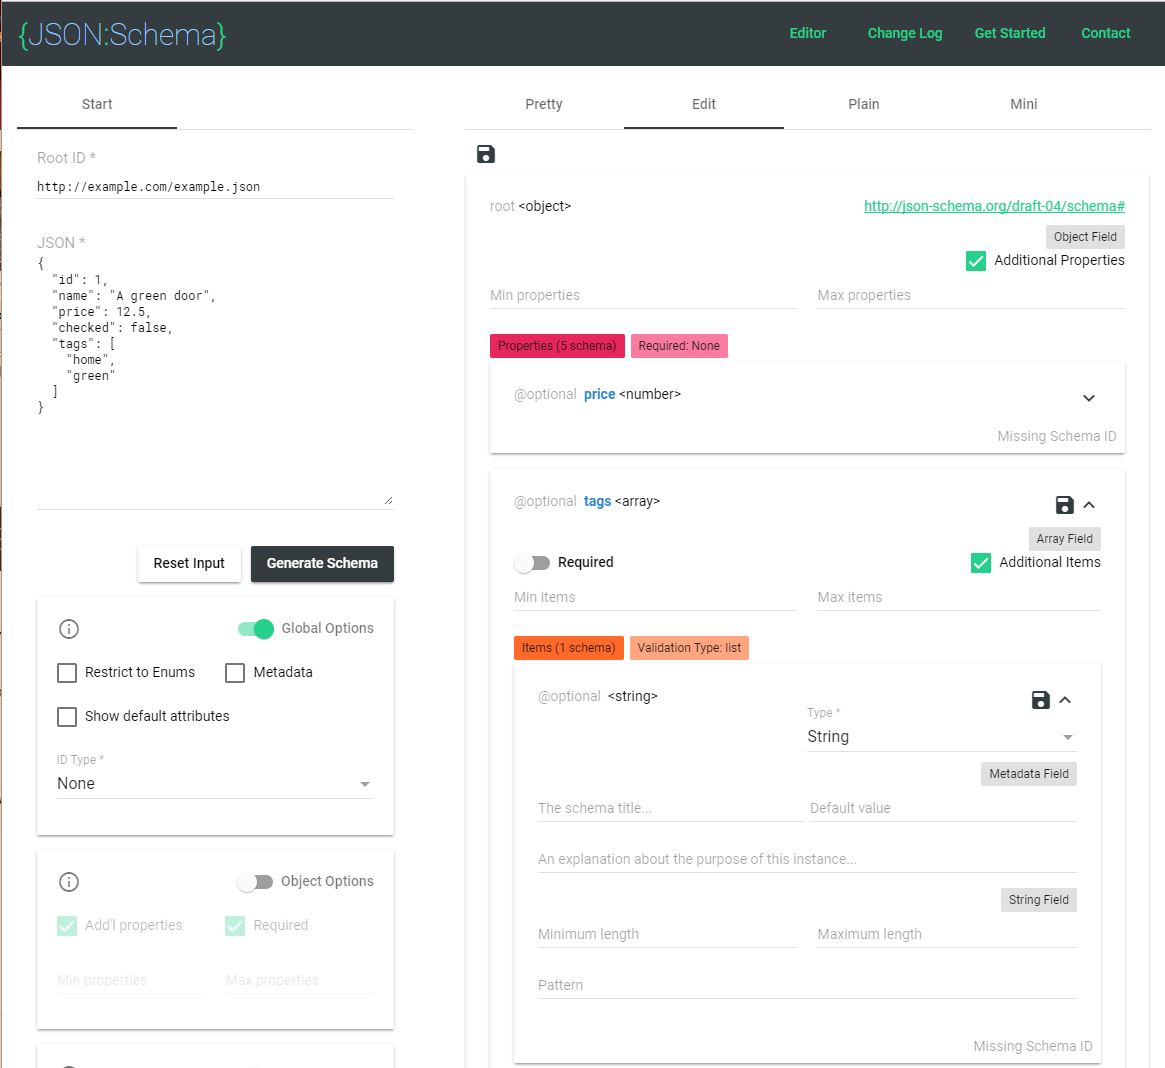 {JSON:Schema}
Editor
Change Log
Get Started
Contact
Start
Root ID *
http://example.com/example.json
JSON *
{
"id": 1,
"name": "A green door",
"price": 12.5,
"checked": false,
"tags": [
"home",
"green"
]
}
Reset Input
Generate Schema
Global Options
Restrict to Enums
Metadata
Show default attributes
ID Type *
None
Object Options
Add'l properties
Required
Min properties
Max properties
Pretty
Edit
Plain
Mini
root <object>
http://json-schema.org/draft-04/schema#
Object Field
Additional Properties
Min properties
Max properties
Properties (5 schema)
Required: None
@optional price <number>
Missing Schema ID
@optional tags <array>
Array Field
Required
Additional Items
Min items
Max items
Items (1 schema)
Validation Type: list
@optional <string>
Type *
String
Metadata Field
The schema title...
Default value
An explanation about the purpose of this instance...
String Field
Minimum length
Maximum length
Pattern
Missing Schema ID